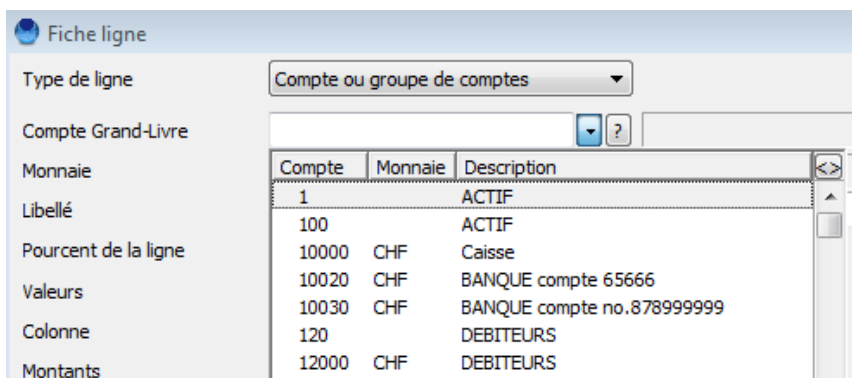 Fiche ligne
Type de ligne Compte ou groupe de comptes
Compte Grand-Livre ?
Monnaie Compte Monnaie Description <>
1 ACTIF
Libellé 100 ACTIF
Pourcent de la ligne 10000 CHF Caisse
10020 CHF BANQUE compte 65666
Valeurs 10030 CHF BANQUE compte no.878999999
Colonne 120 DEBITEURS
Montants 12000 CHF DEBITEURS